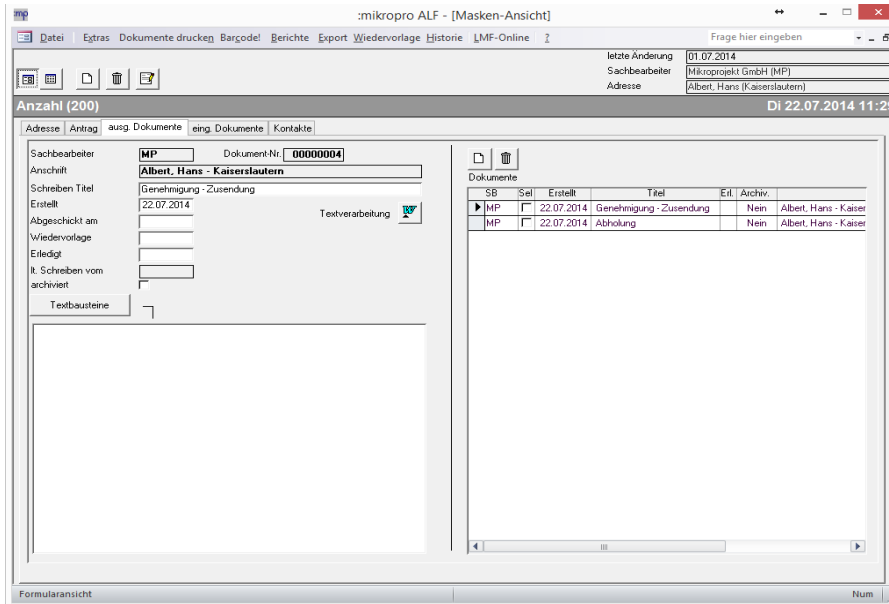 :mp :mikropro ALF - [Masken-Ansicht]
Datei Extras Dokumente drucken Barcode! Berichte Export Wiedervorlage Historie LMF-Online ? Frage hier eingeben
letzte Änderung 01.07.2014
Sachbearbeiter Mikroprojekt GmbH (MP)
Adresse Albert, Hans (Kaiserslautern)
Anzahl (200) Di 22.07.2014 11:29
Adresse Antrag ausg. Dokumente eing. Dokumente Kontakte
Sachbearbeiter MP Dokument-Nr. 00000004
Anschrift Albert, Hans - Kaiserslautern
Schreiben Titel Genehmigung - Zusendung
Erstellt 22.07.2014
Abgeschickt am
Textverarbeitung
Wiedervorlage
Erledigt
lt. Schreiben vom
archiviert
Textbausteine
Dokumente
SB Sel Erstellt Titel Erl. Archiv.
MP 22.07.2014 Genehmigung - Zusendung Nein Albert, Hans - Kaiser
MP 22.07.2014 Abholung Nein Albert, Hans - Kaiser
Formularansicht Num